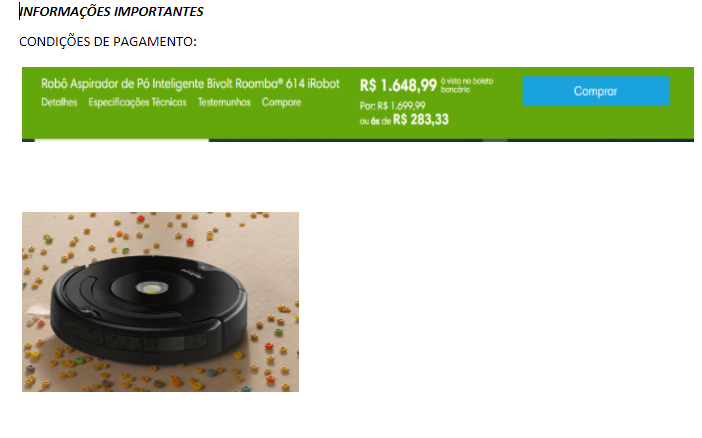 INFORMAÇÕES IMPORTANTES
CONDIÇÕES DE PAGAMENTO:
Robô Aspirador de Pó Inteligente Bivolt Roomba® 614 iRobot
Detalhes Especificações Técnicas Testemunhos Compare
R$ 1.648,99 à vista no boleto bancário
Por: R$ 1.699,99
ou 6x de R$ 283,33
Comprar